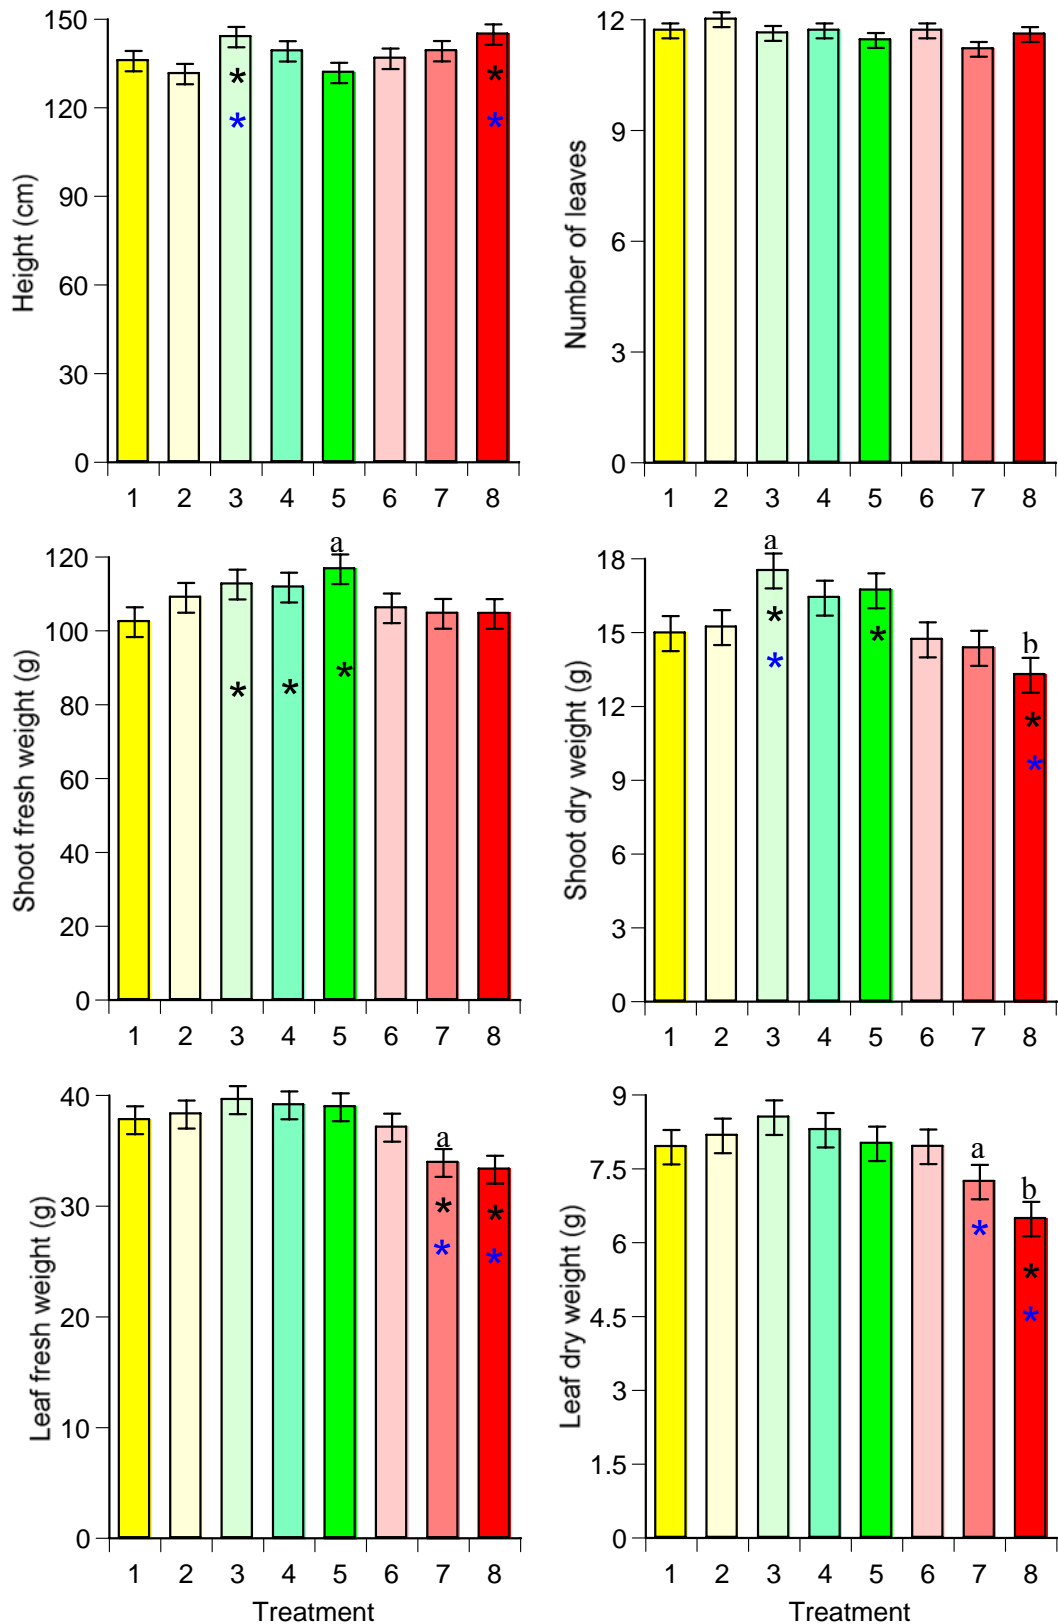 Height (cm)
150
120
90
60
30
0
*
*
*
*
1 2 3 4 5 6 7 8
Number of leaves
12
9
6
3
0
1 2 3 4 5 6 7 8
Shoot fresh weight (g)
120
100
80
60
40
20
0
a
*
*
*
1 2 3 4 5 6 7 8
Shoot dry weight (g)
18
15
12
9
6
3
0
a
*
*
*
b
*
*
1 2 3 4 5 6 7 8
Leaf fresh weight (g)
40
30
20
10
0
a
*
*
*
*
1 2 3 4 5 6 7 8
Treatment
Leaf dry weight (g)
9
7.5
6
4.5
3
1.5
0
a
*
b
*
*
1 2 3 4 5 6 7 8
Treatment